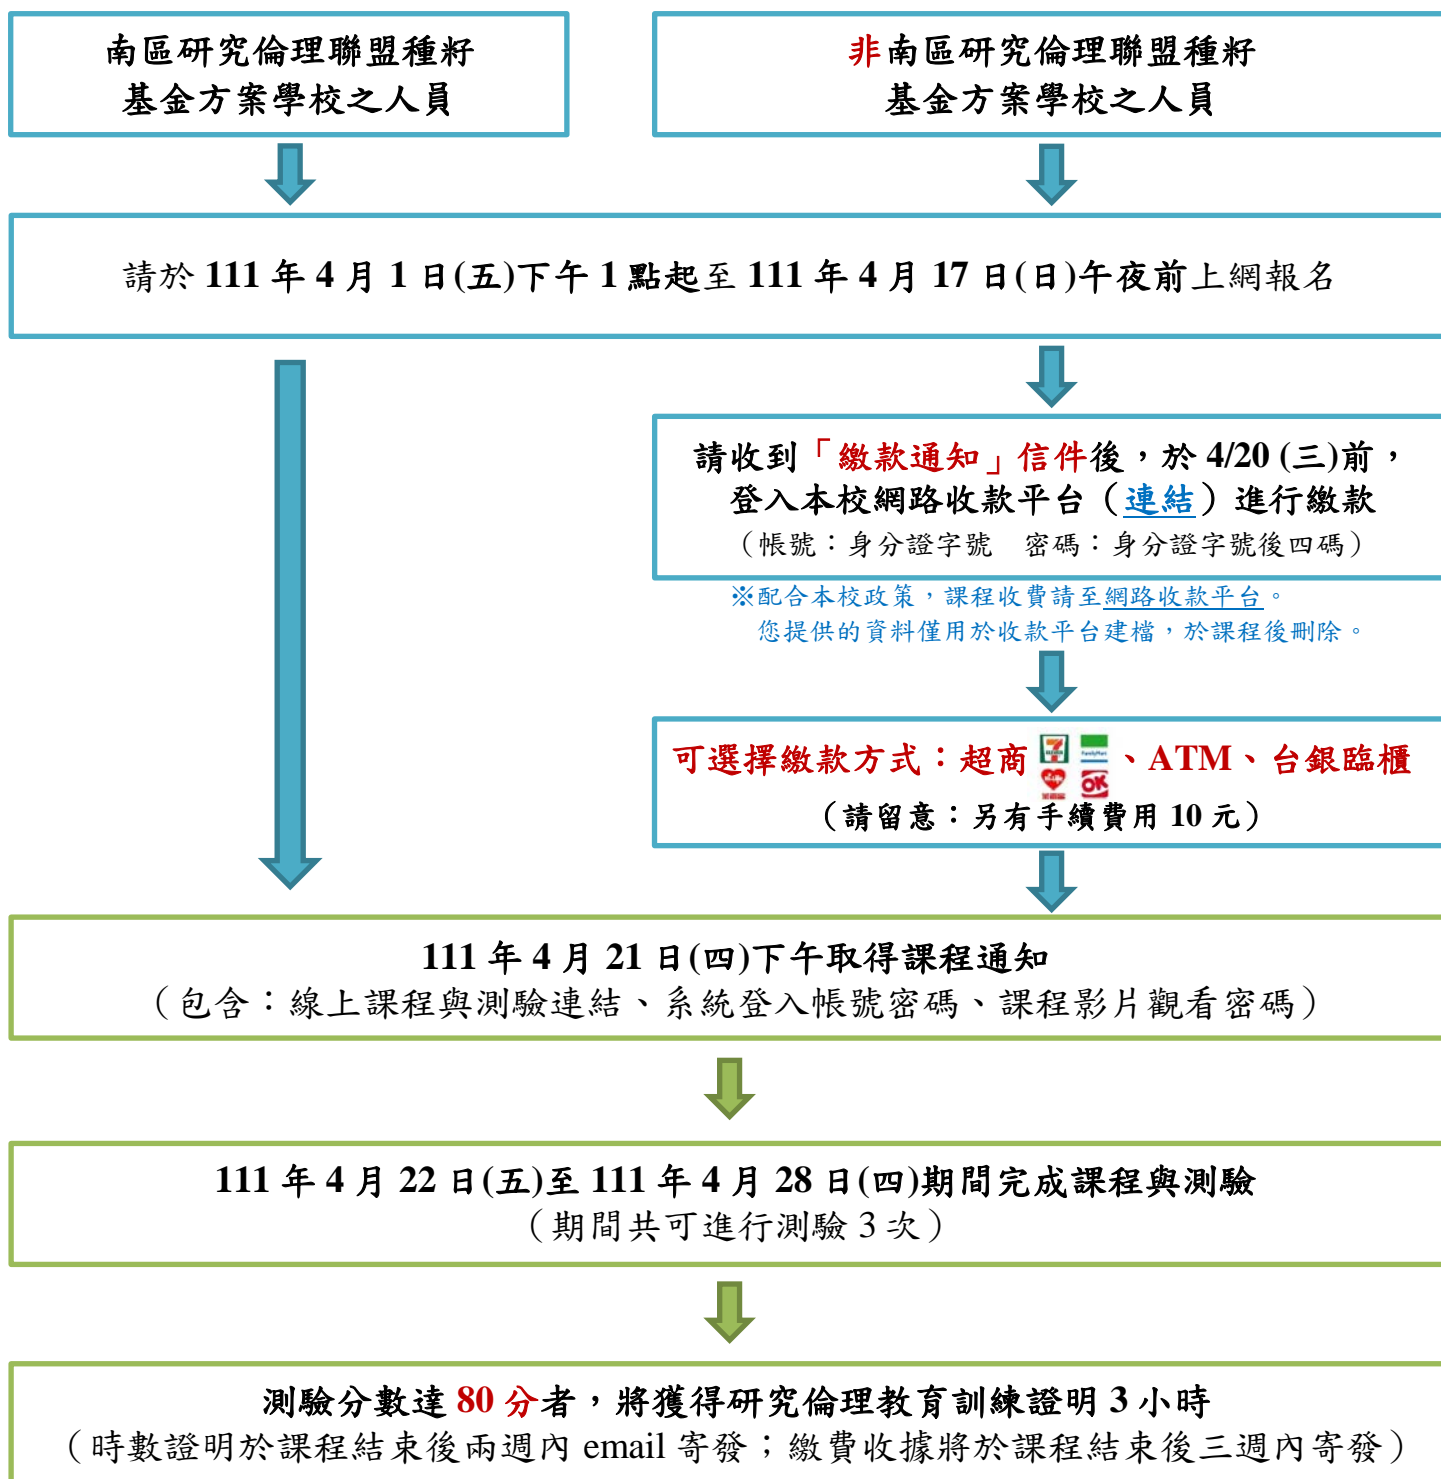 南區研究倫理聯盟種籽
基金方案學校之人員
非南區研究倫理聯盟種籽
基金方案學校之人員
請於 111 年 4 月 1 日(五)下午 1 點起至 111 年 4 月 17 日(日)午夜前上網報名
請收到「繳款通知」信件後，於 4/20 (三)前，
登入本校網路收款平台（連結）進行繳款
（帳號：身分證字號　密碼：身分證字號後四碼）
※配合本校政策，課程收費請至網路收款平台。
您提供的資料僅用於收款平台建檔，於課程後刪除。
可選擇繳款方式：超商 7 ELEVEN FamilyMart OK 、ATM、台銀臨櫃
（請留意：另有手續費用 10 元）
111 年 4 月 21 日(四)下午取得課程通知
（包含：線上課程與測驗連結、系統登入帳號密碼、課程影片觀看密碼）
111 年 4 月 22 日(五)至 111 年 4 月 28 日(四)期間完成課程與測驗
（期間共可進行測驗 3 次）
測驗分數達 80 分者，將獲得研究倫理教育訓練證明 3 小時
（時數證明於課程結束後兩週內 email 寄發；繳費收據將於課程結束後三週內寄發）